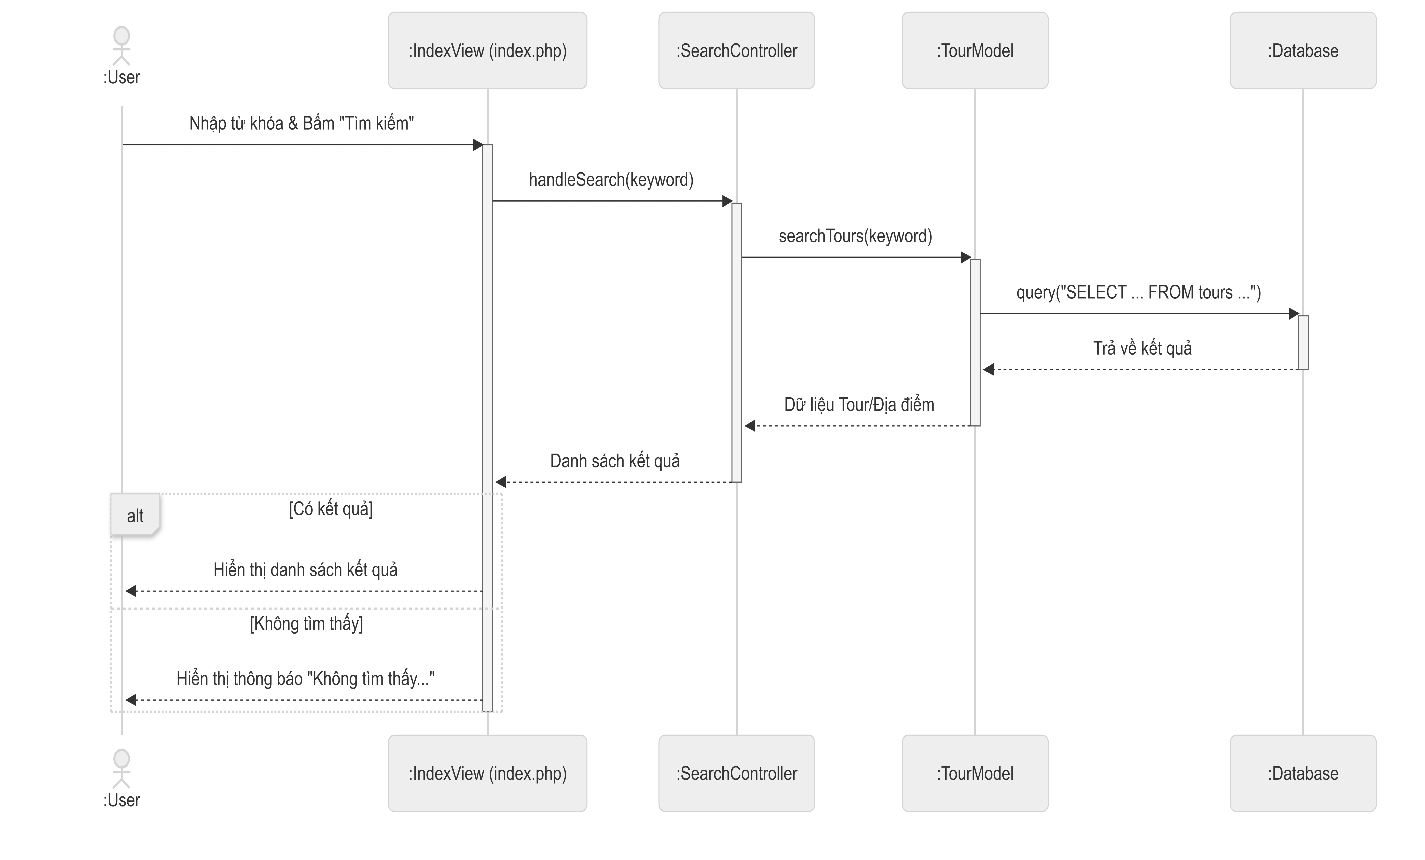 :User
:IndexView (index.php)
:SearchController
:TourModel
:Database
Nhập từ khóa & Bấm "Tìm kiếm"
handleSearch(keyword)
searchTours(keyword)
query("SELECT ... FROM tours ...")
Trả về kết quả
Dữ liệu Tour/Địa điểm
Danh sách kết quả
alt
[Có kết quả]
Hiển thị danh sách kết quả
[Không tìm thấy]
Hiển thị thông báo "Không tìm thấy..."
:User
:IndexView (index.php)
:SearchController
:TourModel
:Database